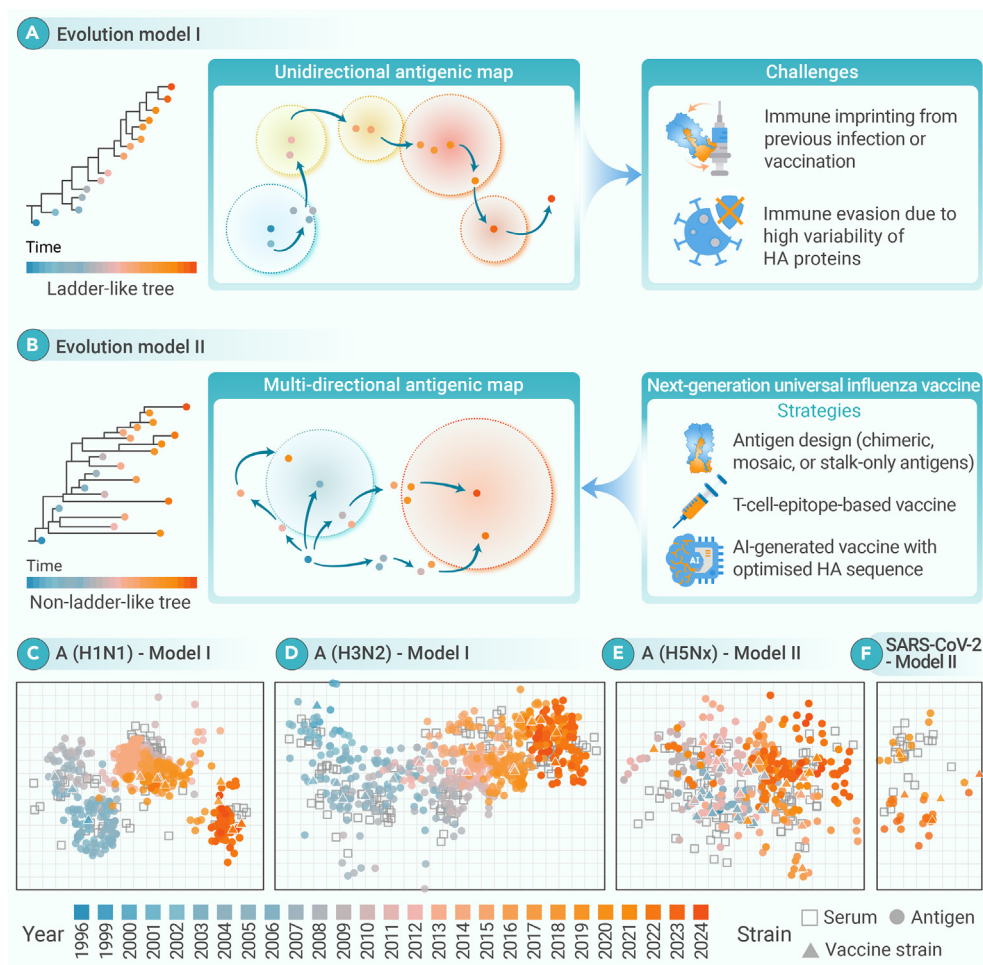 A Evolution model I
Time
Ladder-like tree
Unidirectional antigenic map
Challenges
Immune imprinting from
previous infection or
vaccination
Immune evasion due to
high variability of
HA proteins
B Evolution model II
Time
Non-ladder-like tree
Multi-directional antigenic map
Next-generation universal influenza vaccine
Strategies
Antigen design (chimeric,
mosaic, or stalk-only antigens)
T-cell-epitope-based vaccine
AI
AI-generated vaccine with
optimised HA sequence
C A (H1N1) - Model I
D A (H3N2) - Model I
E A (H5Nx) - Model II
F SARS-CoV-2
- Model II
Year
1996
1999
2000
2001
2002
2003
2004
2005
2006
2007
2008
2009
2010
2011
2012
2013
2014
2015
2016
2017
2018
2019
2020
2021
2022
2023
2024
Strain
Serum
Antigen
Vaccine strain